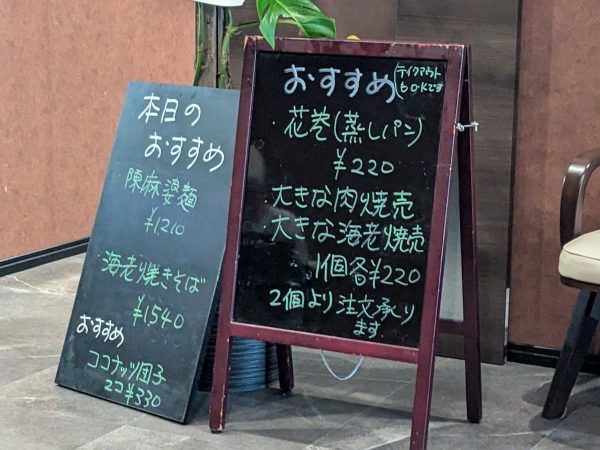 本日の
おすすめ
・陳麻婆麺
¥1210
・海老焼きそば
¥1540
おすすめ
ココナッツ団子
2コ¥330
おすすめ
テイクアウト
もOKです
・花巻(蒸しパン)
¥220
・大きな肉焼売
・大きな海老焼売
1個各¥220
2個より注文承り
ます。